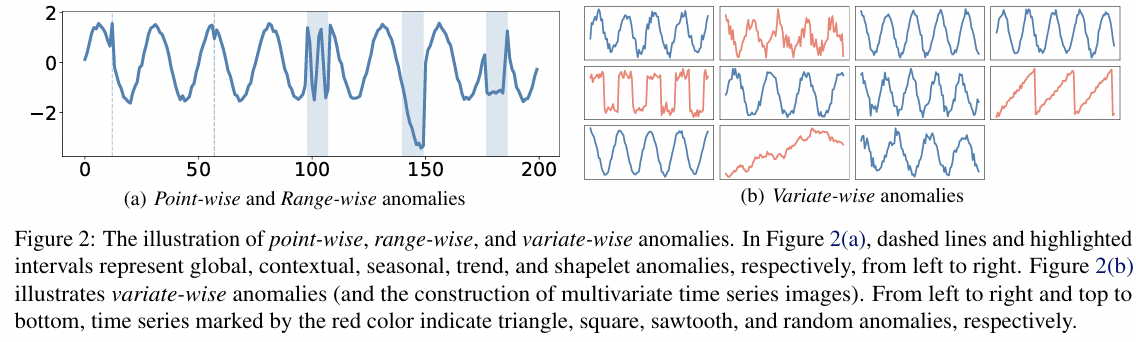 2
0
−2
0
50
100
150
200
(a) Point-wise and Range-wise anomalies
(b) Variate-wise anomalies
Figure 2: The illustration of point-wise, range-wise, and variate-wise anomalies. In Figure 2(a), dashed lines and highlighted
intervals represent global, contextual, seasonal, trend, and shapelet anomalies, respectively, from left to right. Figure 2(b)
illustrates variate-wise anomalies (and the construction of multivariate time series images). From left to right and top to
bottom, time series marked by the red color indicate triangle, square, sawtooth, and random anomalies, respectively.